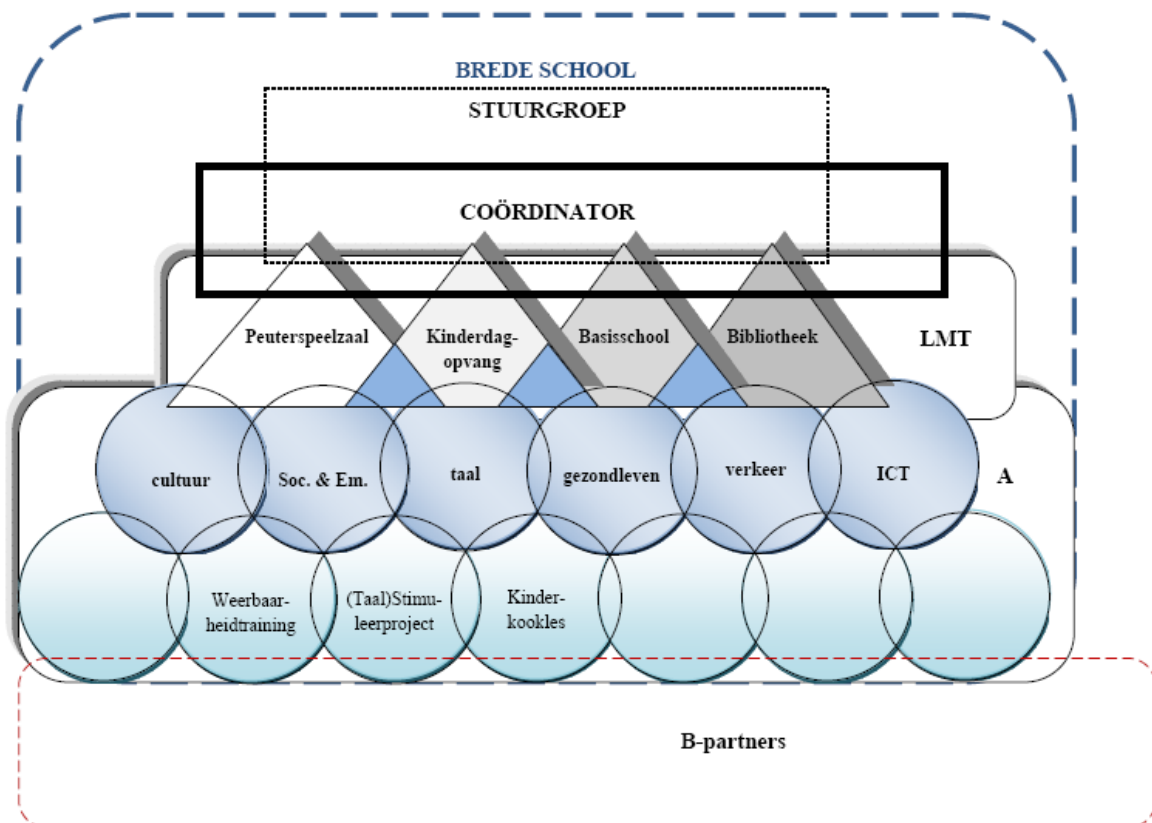 BREDE SCHOOL
STUURGROEP
COÖRDINATOR
Peuterspeelzaal
Kinderdag-
opvang
Basisschool
Bibliotheek
LMT
cultuur
Soc. & Em.
taal
gezondleven
verkeer
ICT
A
Weerbaar-
heidtraining
(Taal)Stimu-
leerproject
Kinder-
kookles
B-partners